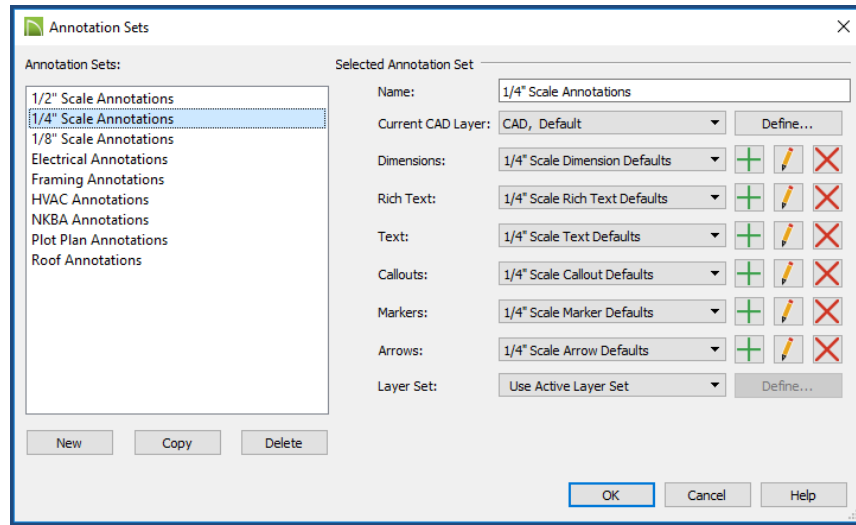 Annotation Sets
Annotation Sets:
1/2" Scale Annotations
1/4" Scale Annotations
1/8" Scale Annotations
Electrical Annotations
Framing Annotations
HVAC Annotations
NKBA Annotations
Plot Plan Annotations
Roof Annotations
New Copy Delete
Selected Annotation Set
Name: 1/4" Scale Annotations
Current CAD Layer: CAD, Default Define...
Dimensions: 1/4" Scale Dimension Defaults
Rich Text: 1/4" Scale Rich Text Defaults
Text: 1/4" Scale Text Defaults
Callouts: 1/4" Scale Callout Defaults
Markers: 1/4" Scale Marker Defaults
Arrows: 1/4" Scale Arrow Defaults
Layer Set: Use Active Layer Set Define...
OK Cancel Help